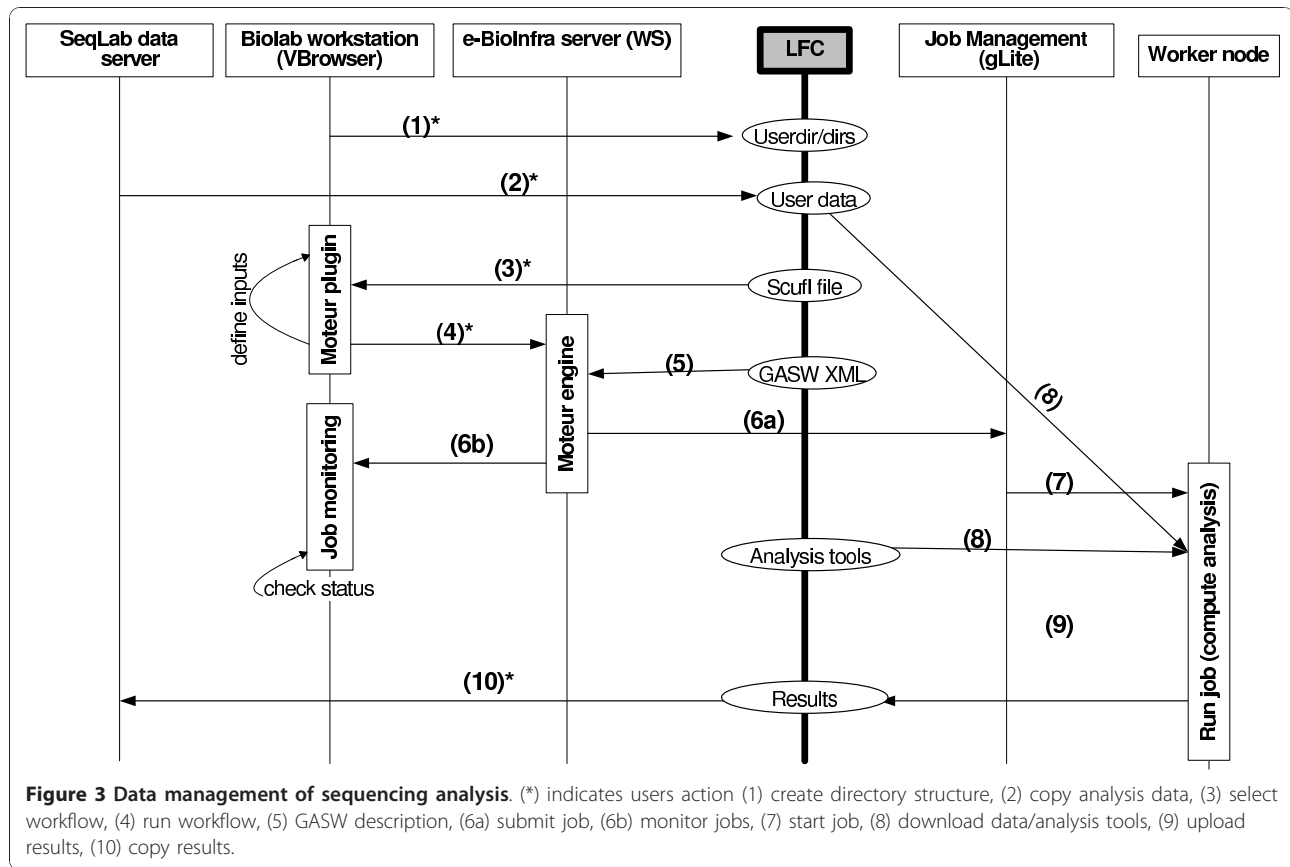 SeqLab data
server
Biolab workstation
(VBrowser)
e-BioInfra server (WS)
LFC
Job Management
(gLite)
Worker node
(1)*
Userdir/dirs
(2)*
User data
define inputs
Moteur plugin
(3)*
Scufl file
(4)*
Moteur engine
(5)
GASW XML
(8)
(6a)
Job monitoring
(6b)
(7)
Run job (compute analysis)
Analysis tools
(8)
check status
(9)
(10)*
Results
Figure 3 Data management of sequencing analysis. (*) indicates users action (1) create directory structure, (2) copy analysis data, (3) select
workflow, (4) run workflow, (5) GASW description, (6a) submit job, (6b) monitor jobs, (7) start job, (8) download data/analysis tools, (9) upload
results, (10) copy results.